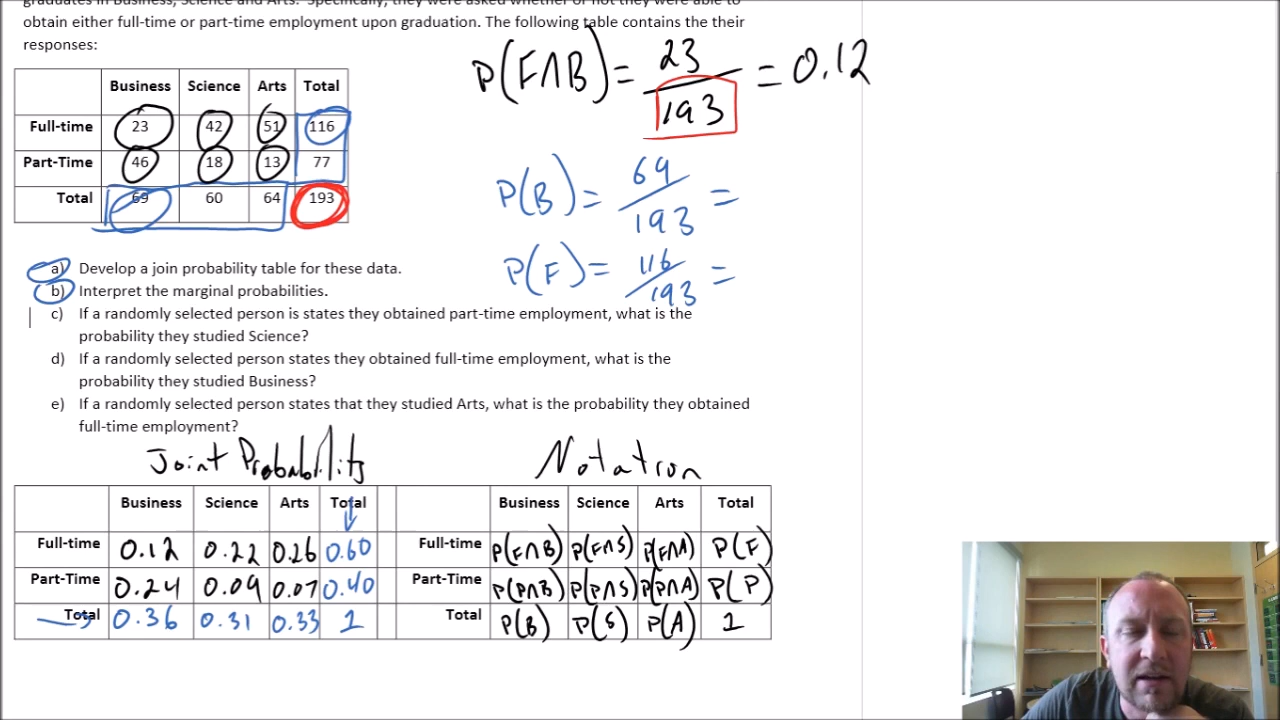 graduates in Business, Science and Arts. Specifically, they were asked whether or not they were able to
obtain either full-time or part-time employment upon graduation. The following table contains the their
responses:
Business Science Arts Total
Full-time 23 42 51 116
Part-Time 46 18 13 77
Total 69 60 64 193
P(F∩B) = 23/193 = 0.12
P(B) = 69/193 =
P(F) = 116/193 =
a) Develop a join probability table for these data.
b) Interpret the marginal probabilities.
c) If a randomly selected person is states they obtained part-time employment, what is the
probability they studied Science?
d) If a randomly selected person states they obtained full-time employment, what is the
probability they studied Business?
e) If a randomly selected person states that they studied Arts, what is the probability they obtained
full-time employment?
Joint Probability
Business Science Arts Total
Full-time 0.12 0.22 0.26 0.60
Part-Time 0.24 0.09 0.07 0.40
Total 0.36 0.31 0.33 1
Notation
Business Science Arts Total
Full-time P(F∩B) P(F∩S) P(F∩A) P(F)
Part-Time P(P∩B) P(P∩S) P(P∩A) P(P)
Total P(B) P(S) P(A) 1